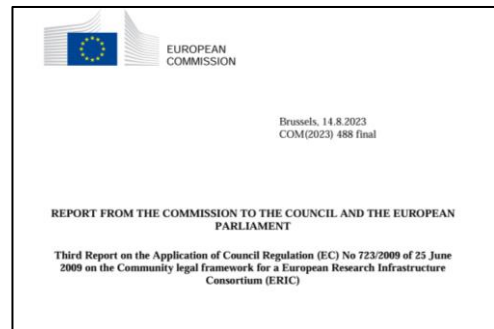 EUROPEAN
COMMISSION
Brussels, 14.8.2023
COM(2023) 488 final
REPORT FROM THE COMMISSION TO THE COUNCIL AND THE EUROPEAN
PARLIAMENT
Third Report on the Application of Council Regulation (EC) No 723/2009 of 25 June
2009 on the Community legal framework for a European Research Infrastructure
Consortium (ERIC)